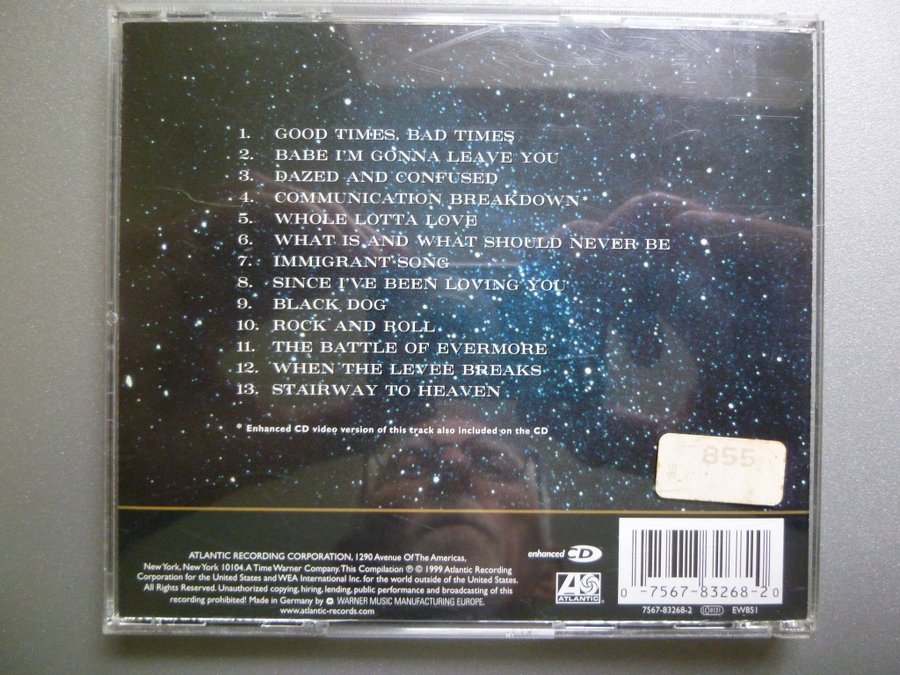 1. GOOD TIMES, BAD TIMES
2. BABE I'M GONNA LEAVE YOU
3. DAZED AND CONFUSED
4. COMMUNICATION BREAKDOWN*
5. WHOLE LOTTA LOVE
6. WHAT IS AND WHAT SHOULD NEVER BE
7. IMMIGRANT SONG
8. SINCE I'VE BEEN LOVING YOU
9. BLACK DOG
10. ROCK AND ROLL
11. THE BATTLE OF EVERMORE
12. WHEN THE LEVEE BREAKS
13. STAIRWAY TO HEAVEN
* Enhanced CD video version of this track also included on the CD
855
ATLANTIC RECORDING CORPORATION, 1290 Avenue Of The Americas,
New York, New York 10104. A Time Warner Company. This Compilation ℗ © 1999 Atlantic Recording
Corporation for the United States and WEA International Inc. for the world outside of the United States.
All Rights Reserved. Unauthorized copying, hiring, lending, public performance and broadcasting of this
recording prohibited! Made in Germany by WARNER MUSIC MANUFACTURING EUROPE.
www.atlantic-records.com
enhanced CD
ATLANTIC
0 -7567-83268-2 0
7567-83268-2 LC 0121 EW851